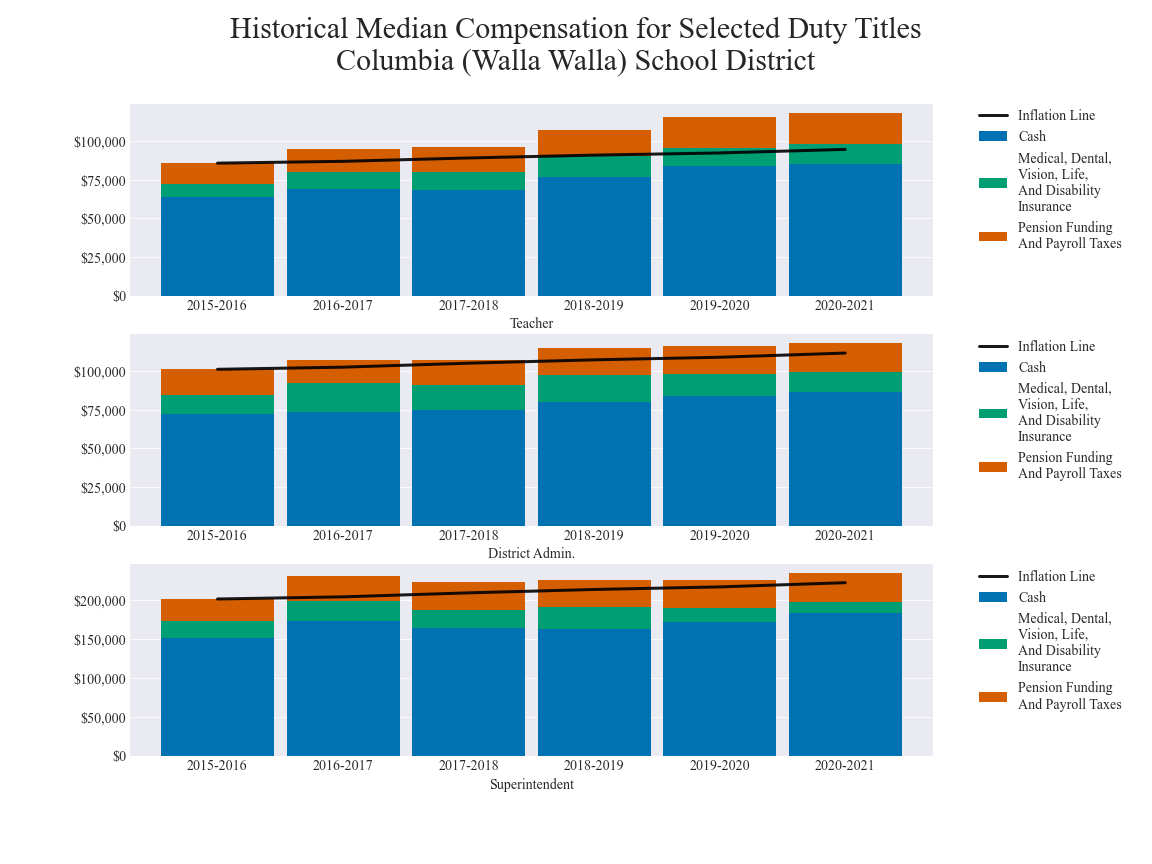 Historical Median Compensation for Selected Duty Titles
Columbia (Walla Walla) School District
$100,000
$75,000
$50,000
$25,000
$0
2015-2016
2016-2017
2017-2018
2018-2019
2019-2020
2020-2021
Teacher
Inflation Line
Cash
Medical, Dental,
Vision, Life,
And Disability
Insurance
Pension Funding
And Payroll Taxes
$100,000
$75,000
$50,000
$25,000
$0
2015-2016
2016-2017
2017-2018
2018-2019
2019-2020
2020-2021
District Admin.
Inflation Line
Cash
Medical, Dental,
Vision, Life,
And Disability
Insurance
Pension Funding
And Payroll Taxes
$200,000
$150,000
$100,000
$50,000
$0
2015-2016
2016-2017
2017-2018
2018-2019
2019-2020
2020-2021
Superintendent
Inflation Line
Cash
Medical, Dental,
Vision, Life,
And Disability
Insurance
Pension Funding
And Payroll Taxes